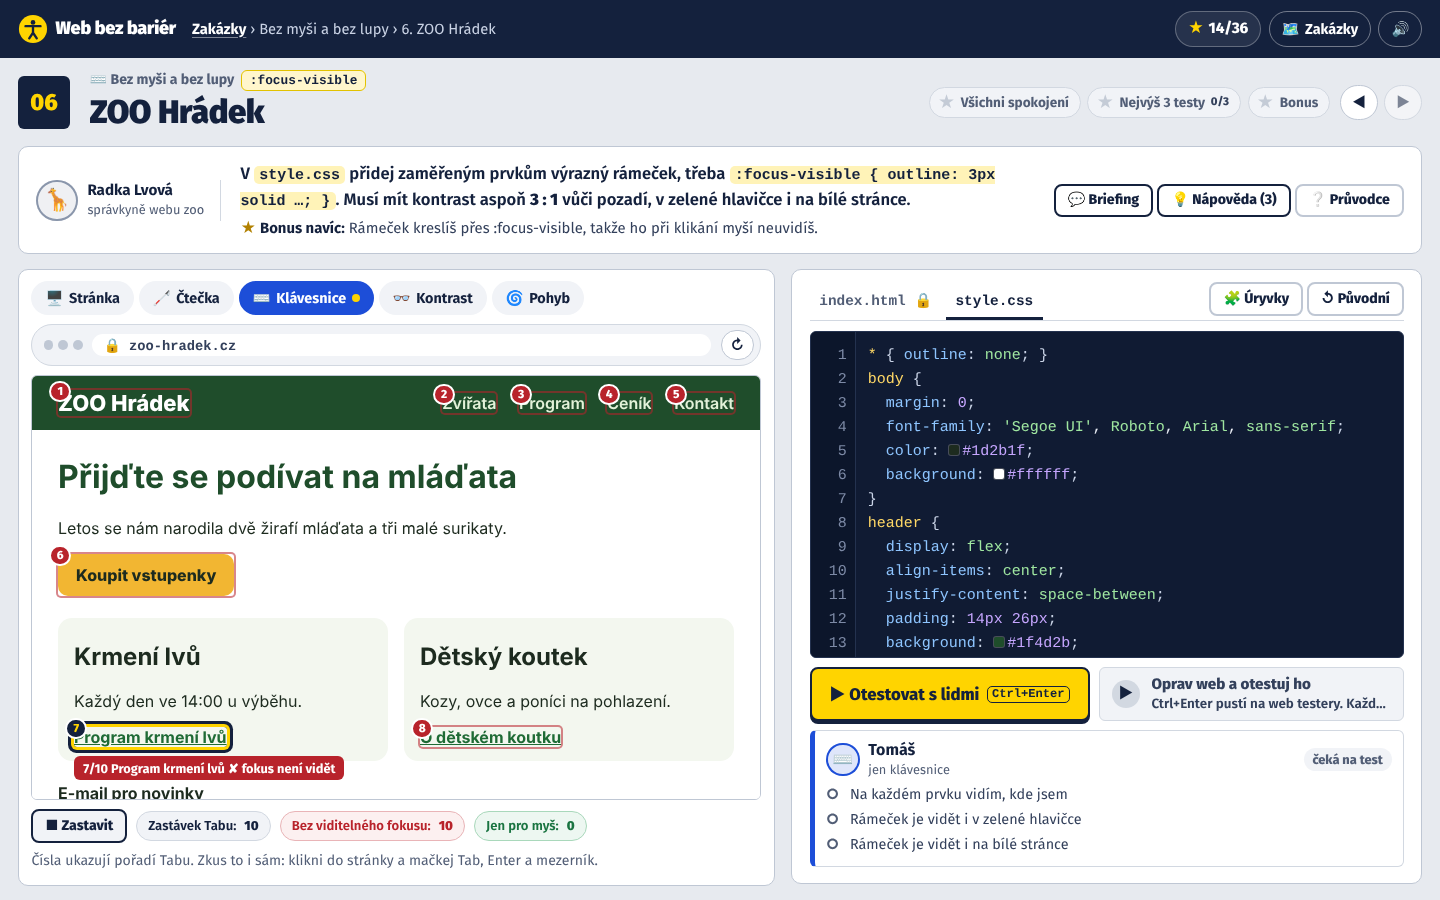 Web bez bariér
Zakázky › Bez myši a bez lupy › 6. ZOO Hrádek
★ 14/36
Zakázky
06
Bez myši a bez lupy
:focus-visible
ZOO Hrádek
★ Všichni spokojení
★ Nejvýš 3 testy 0/3
★ Bonus
◀
▶
Radka Lvová
správkyně webu zoo
V style.css přidej zaměřeným prvkům výrazný rámeček, třeba :focus-visible { outline: 3px
solid …; } . Musí mít kontrast aspoň 3:1 vůči pozadí, v zelené hlavičce i na bílé stránce.
★ Bonus navíc: Rámeček kreslíš přes :focus-visible, takže ho při klikání myší neuvidíš.
Briefing
Nápověda (3)
Průvodce
Stránka
Čtečka
Klávesnice
Kontrast
Pohyb
zoo-hradek.cz
↻
1
ZOO Hrádek
2
Zvířata
3
Program
4
Ceník
5
Kontakt
Přijďte se podívat na mláďata
Letos se nám narodila dvě žirafí mláďata a tři malé surikaty.
6
Koupit vstupenky
Krmení lvů
Každý den ve 14:00 u výběhu.
7
Program krmení lvů
7/10 Program krmení lvů ✘ fokus není vidět
Dětský koutek
Kozy, ovce a poníci na pohlazení.
8
O dětském koutku
E-mail pro novinky
■ Zastavit
Zastávek Tabu: 10
Bez viditelného fokusu: 10
Jen pro myš: 0
Čísla ukazují pořadí Tabu. Zkus to i sám: klikni do stránky a mačkej Tab, Enter a mezerník.
index.html
style.css
Úryvky
↺ Původní
1 * { outline: none; }
2 body {
3 margin: 0;
4 font-family: 'Segoe UI', Roboto, Arial, sans-serif;
5 color: #1d2b1f;
6 background: #ffffff;
7 }
8 header {
9 display: flex;
10 align-items: center;
11 justify-content: space-between;
12 padding: 14px 26px;
13 background: #1f4d2b;
▶ Otestovat s lidmi Ctrl+Enter
▶
Oprav web a otestuj ho
Ctrl+Enter pustí na web testery. Každ…
Tomáš
jen klávesnice
čeká na test
Na každém prvku vidím, kde jsem
Rámeček je vidět i v zelené hlavičce
Rámeček je vidět i na bílé stránce